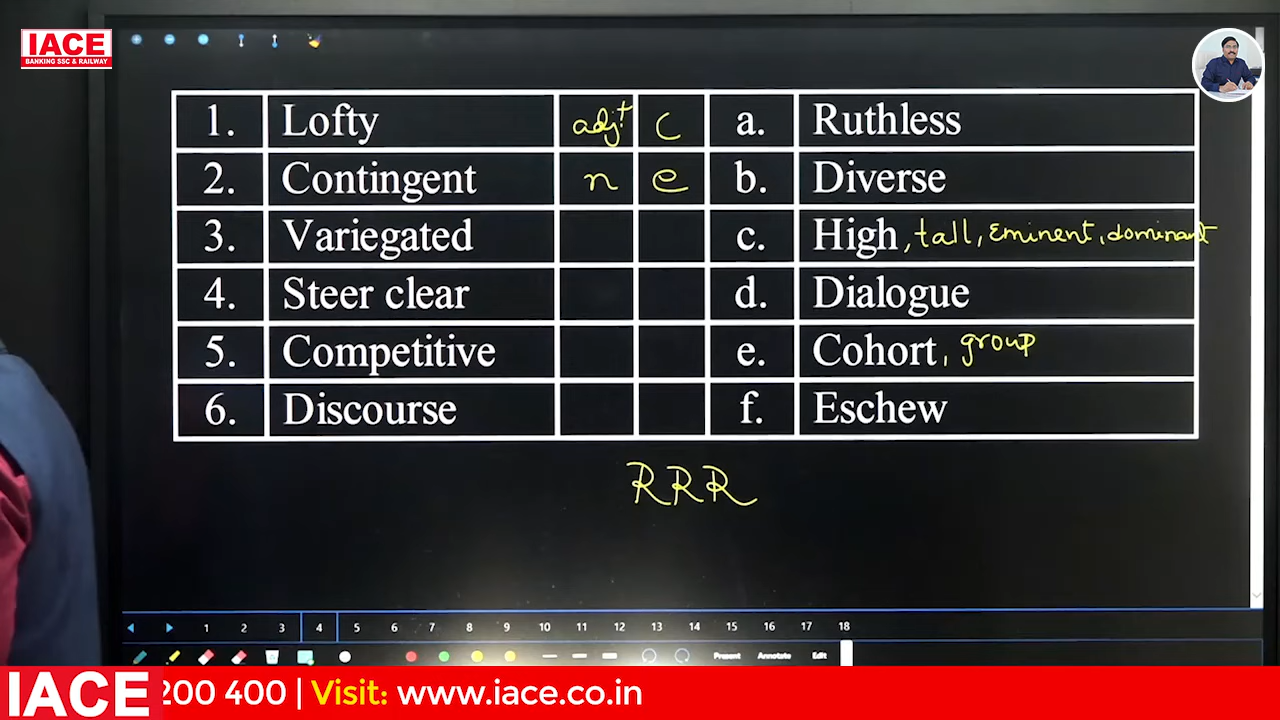 IACE
BANKING SSC & RAILWAY
1. Lofty adjt c a. Ruthless
2. Contingent n e b. Diverse
3. Variegated c. High, tall, Eminent, dominant
4. Steer clear d. Dialogue
5. Competitive e. Cohort, group
6. Discourse f. Eschew
RRR
1 2 3 4 5 6 7 8 9 10 11 12 13 14 15 16 17 18
Present Annotate Edit
IACE 200 400 | Visit: www.iace.co.in